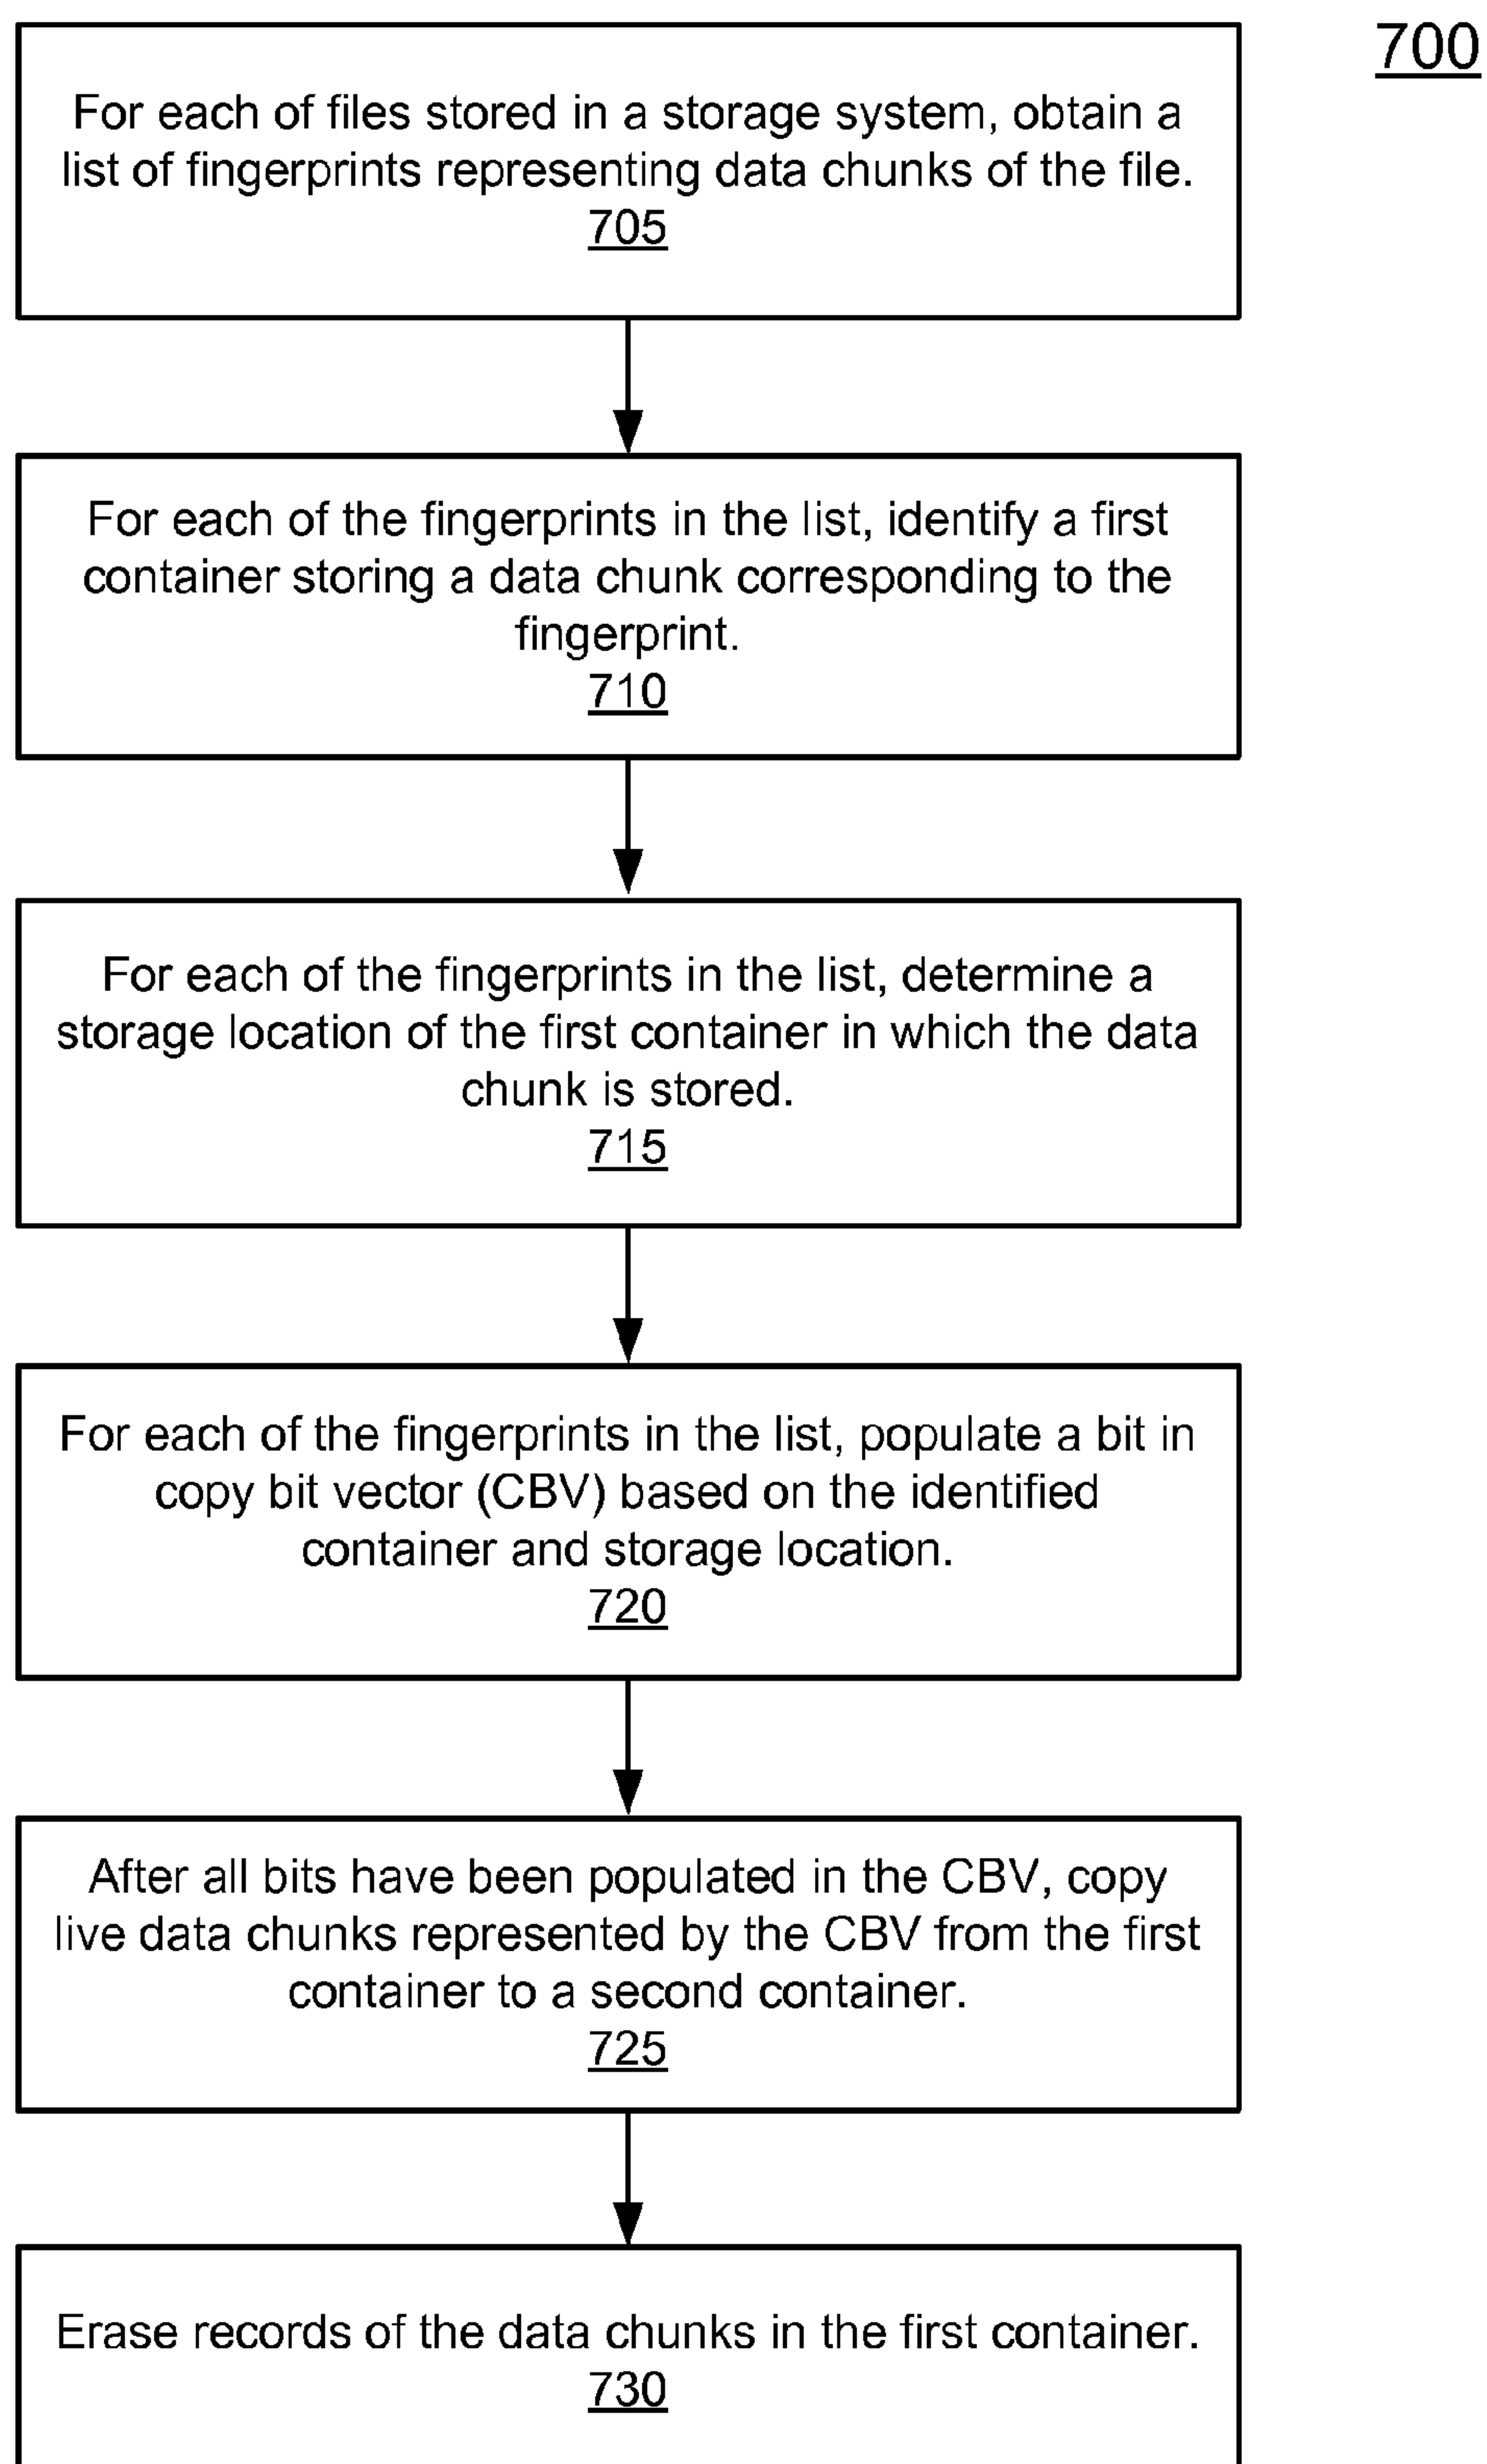 700
For each of files stored in a storage system, obtain a
list of fingerprints representing data chunks of the file.
705
For each of the fingerprints in the list, identify a first
container storing a data chunk corresponding to the
fingerprint.
710
For each of the fingerprints in the list, determine a
storage location of the first container in which the data
chunk is stored.
715
For each of the fingerprints in the list, populate a bit in
copy bit vector (CBV) based on the identified
container and storage location.
720
After all bits have been populated in the CBV, copy
live data chunks represented by the CBV from the first
container to a second container.
725
Erase records of the data chunks in the first container.
730